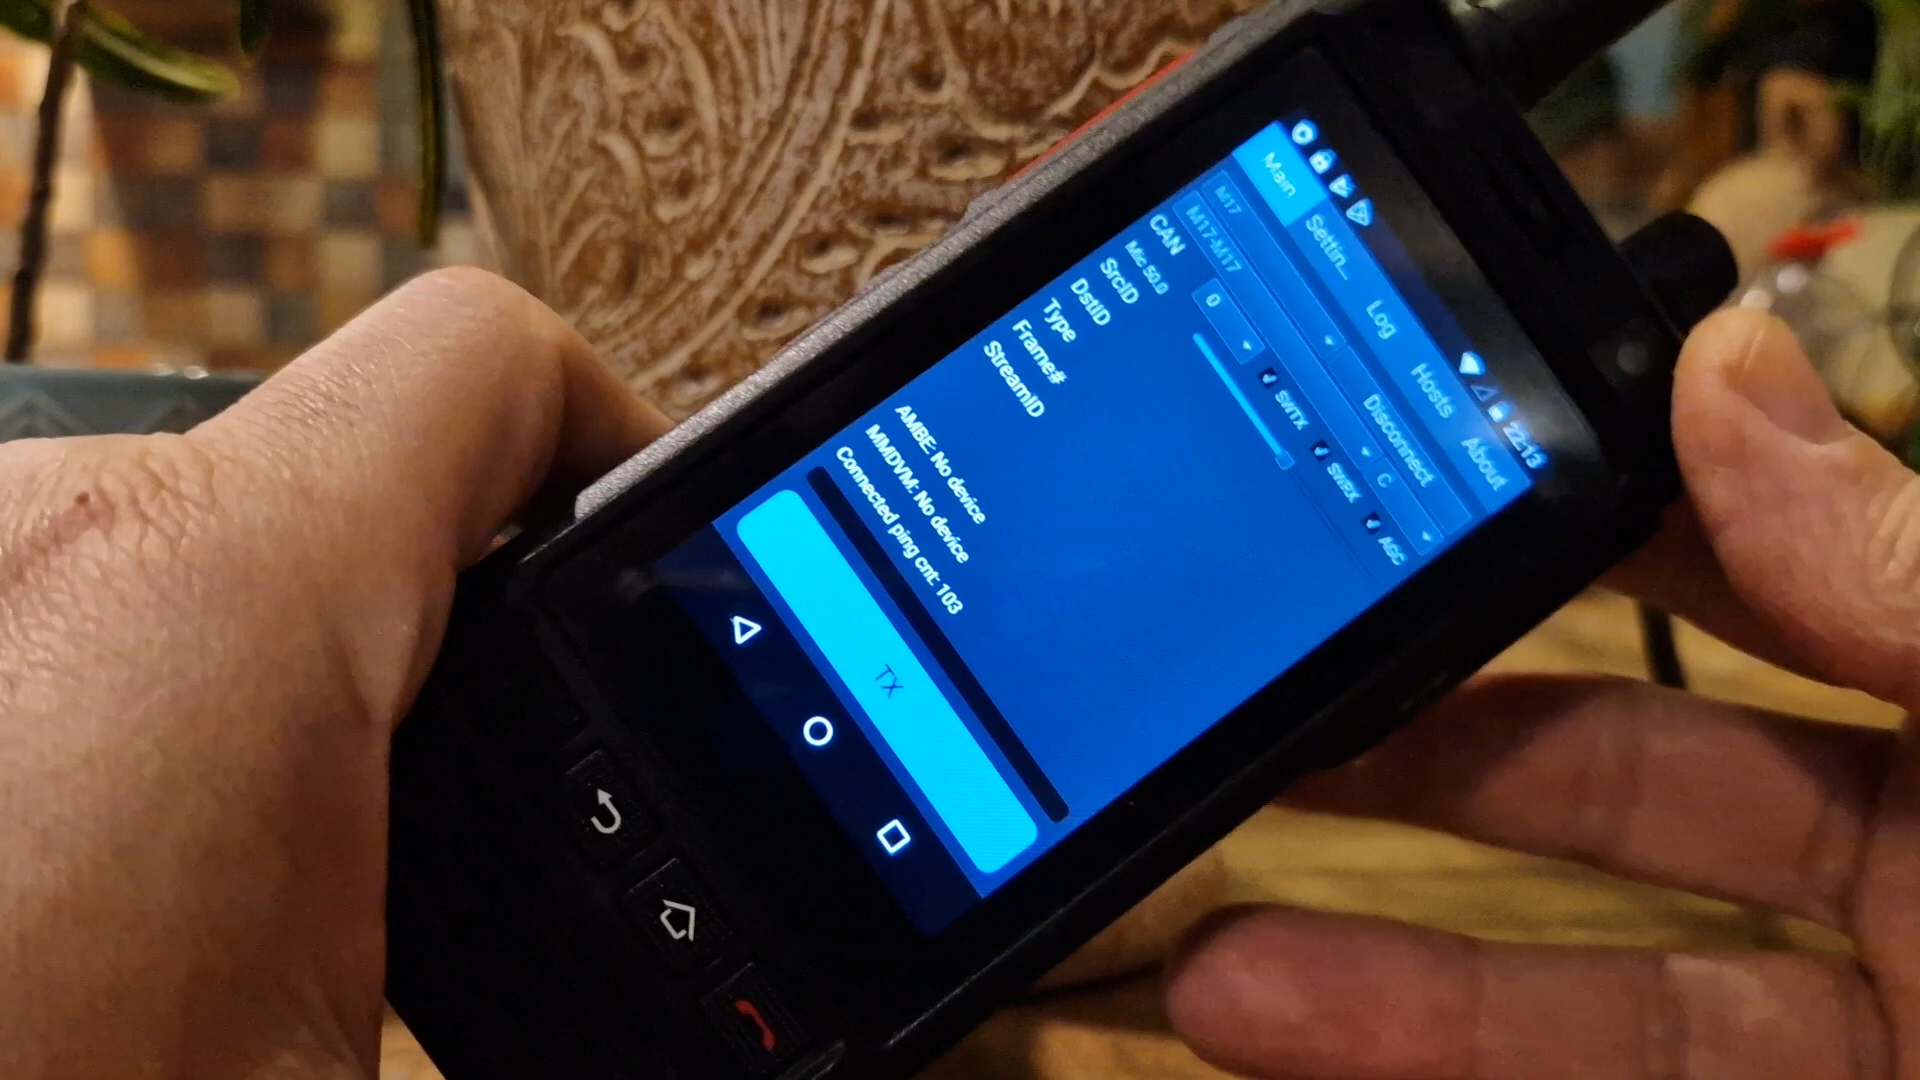 22:13
Main Settin... Log Hosts About
M17 Disconnect
M17-M17 C
CAN 0 SWTX SWRX AGC
Mic 50.0
SrcID
DstID
Type
Frame#
StreamID
AMBE: No device
MMDVM: No device
Connected ping cnt: 103
TX